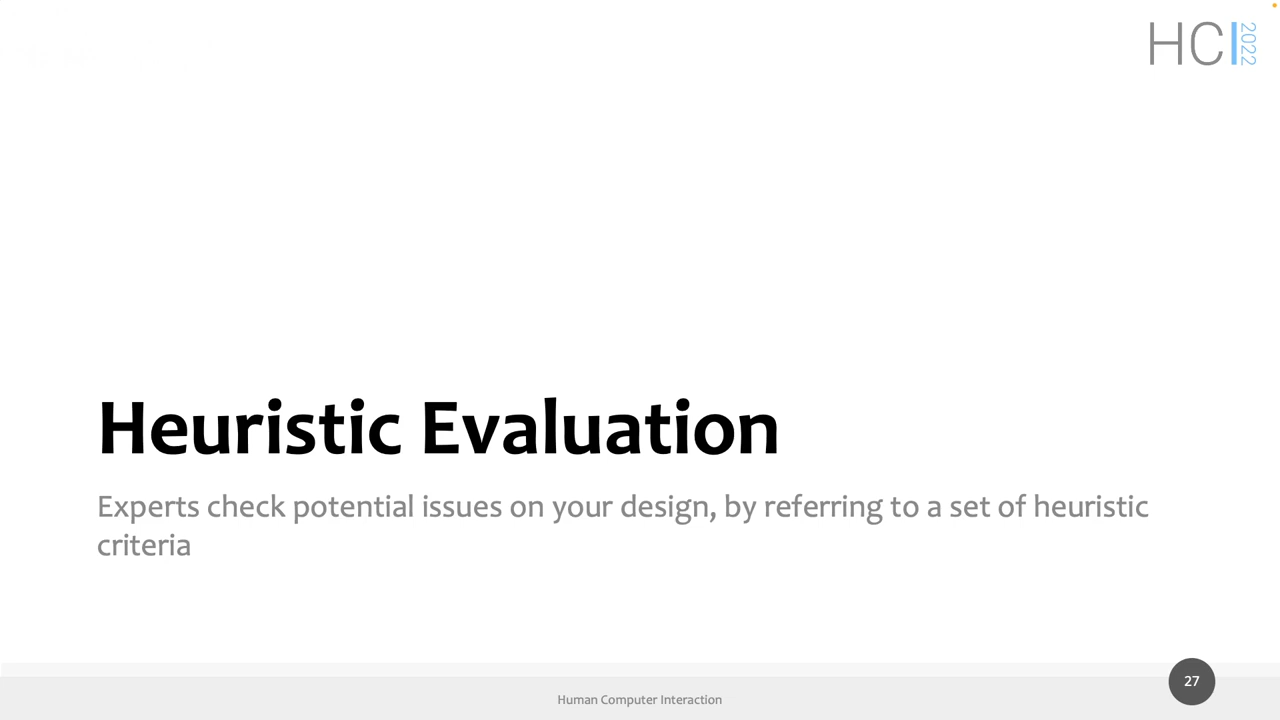 HCI 2022
Heuristic Evaluation
Experts check potential issues on your design, by referring to a set of heuristic
criteria
27
Human Computer Interaction